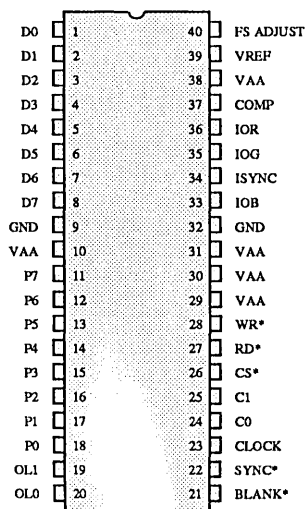 D0 1 40 FS ADJUST
D1 2 39 VREF
D2 3 38 VAA
D3 4 37 COMP
D4 5 36 IOR
D5 6 35 IOG
D6 7 34 ISYNC
D7 8 33 IOB
GND 9 32 GND
VAA 10 31 VAA
P7 11 30 VAA
P6 12 29 VAA
P5 13 28 WR*
P4 14 27 RD*
P3 15 26 CS*
P2 16 25 C1
P1 17 24 C0
P0 18 23 CLOCK
OL1 19 22 SYNC*
OL0 20 21 BLANK*